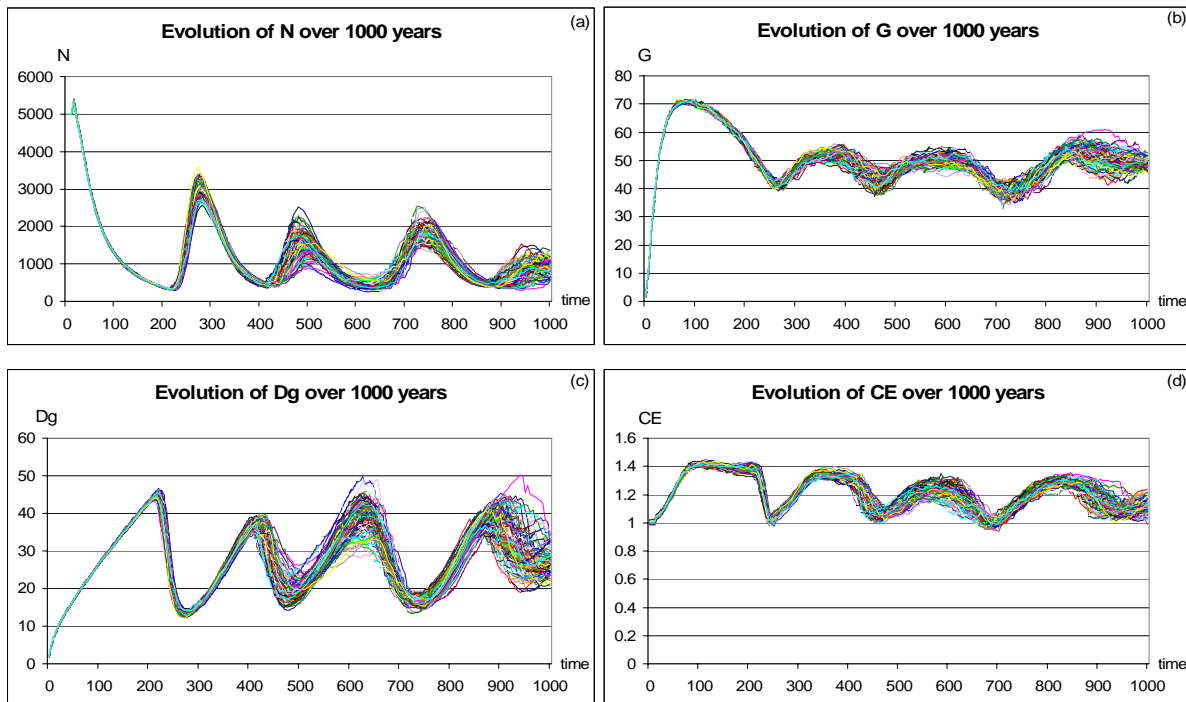 (a)
Evolution of N over 1000 years
N
6000
5000
4000
3000
2000
1000
0
0 100 200 300 400 500 600 700 800 900 1000
time
(b)
Evolution of G over 1000 years
G
80
70
60
50
40
30
20
10
0
0 100 200 300 400 500 600 700 800 900 1000
time
(c)
Evolution of Dg over 1000 years
Dg
60
50
40
30
20
10
0
0 100 200 300 400 500 600 700 800 900 1000
time
(d)
Evolution of CE over 1000 years
CE
1.6
1.4
1.2
1
0.8
0.6
0.4
0.2
0
0 100 200 300 400 500 600 700 800 900 1000
time